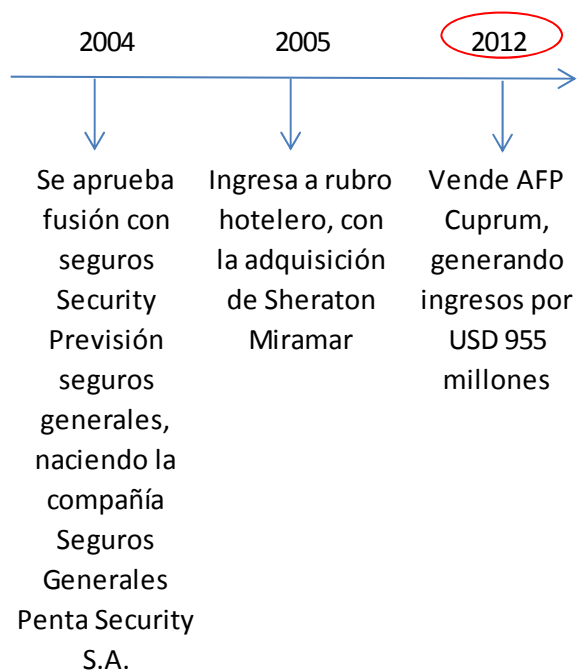 2004
2005
2012
Se aprueba
fusión con
seguros
Security
Previsión
seguros
generales,
naciendo la
compañía
Seguros
Generales
Penta Security
S.A.
Ingresa a rubro
hotelero, con
la adquisición
de Sheraton
Miramar
Vende AFP
Cuprum,
generando
ingresos por
USD 955
millones